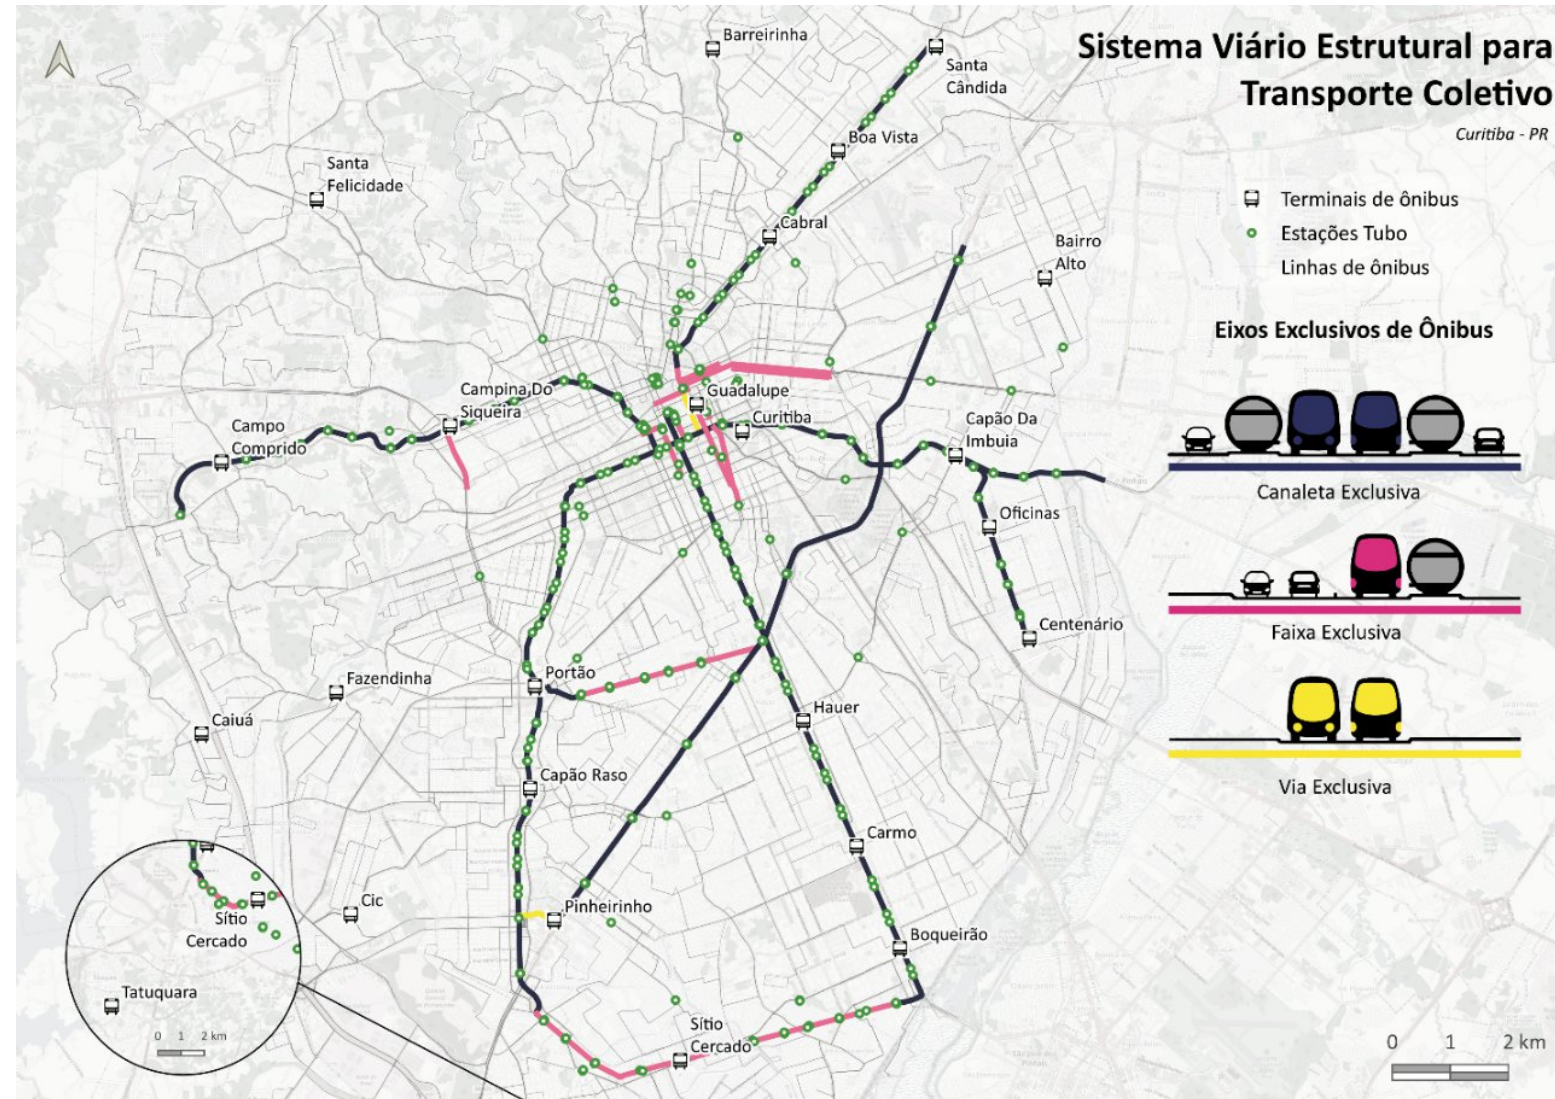 Sistema Viário Estrutural para
Transporte Coletivo
Curitiba - PR
Terminais de ônibus
Estações Tubo
Linhas de ônibus
Eixos Exclusivos de Ônibus
Canaleta Exclusiva
Faixa Exclusiva
Via Exclusiva
0 1 2 km
Barreirinha
Santa
Cândida
Boa Vista
Santa
Felicidade
Cabral
Bairro
Alto
Campina Do
Siqueira
Guadalupe
Curitiba
Campo
Comprido
Capão Da
Imbuia
Oficinas
Centenário
Portão
Fazendinha
Hauer
Caiuá
Capão Raso
Carmo
Cic
Pinheirinho
Boqueirão
Sítio
Cercado
Sítio
Cercado
Tatuquara
0 1 2 km